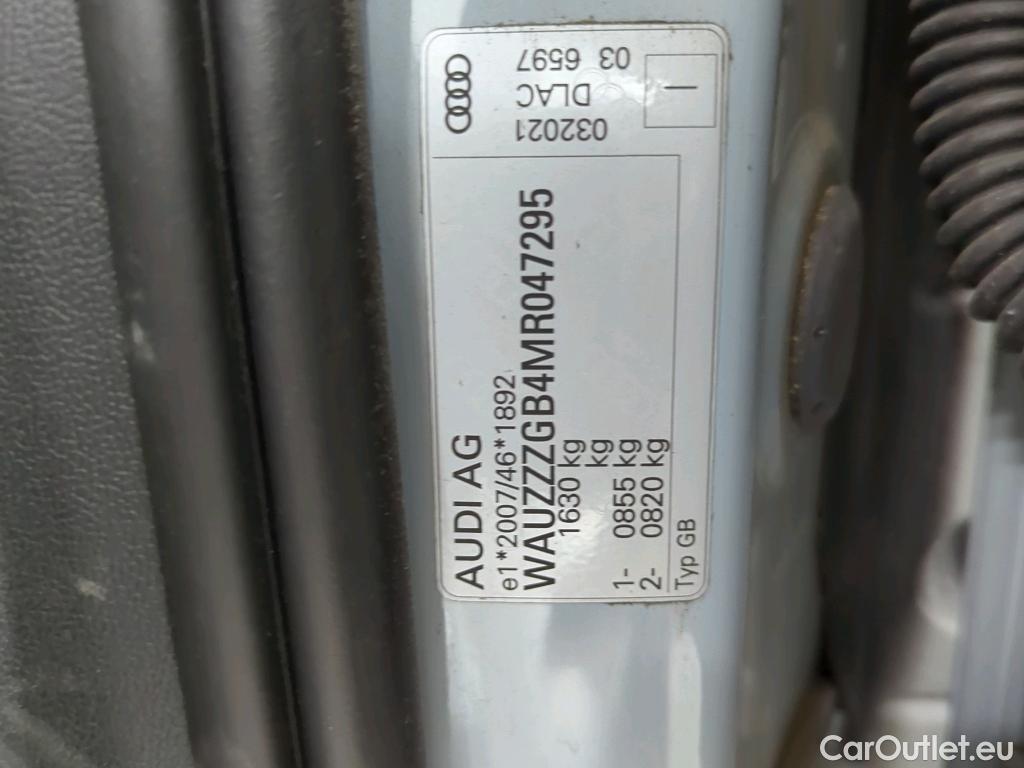 AUDI AG
e1*2007/46*1892
WAUZZZGB4MR047295
1630 kg
kg
1- 0855 kg
2- 0820 kg
Typ GB
032021
DLAC
03 6597
CarOutlet.eu